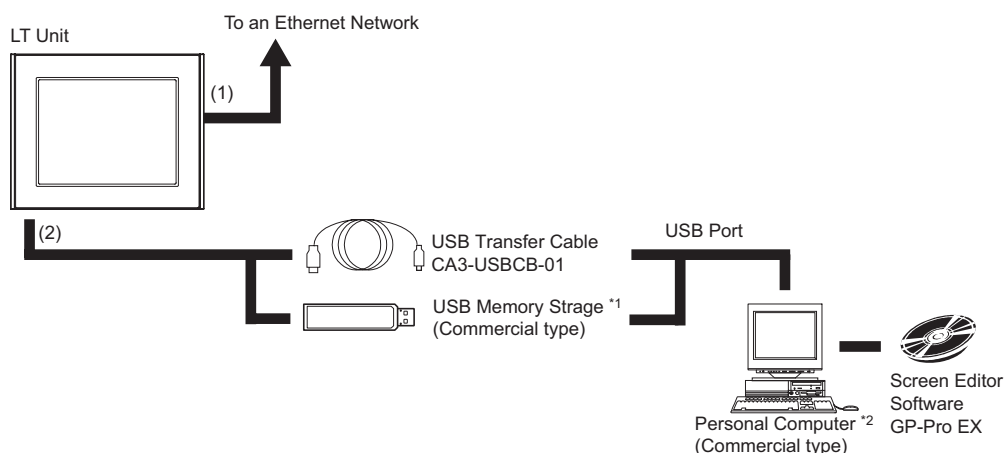 To an Ethernet Network
LT Unit
(1)
(2)
USB Transfer Cable
CA3-USBCB-01
USB Port
USB Memory Strage *1
(Commercial type)
Personal Computer *2
(Commercial type)
Screen Editor
Software
GP-Pro EX